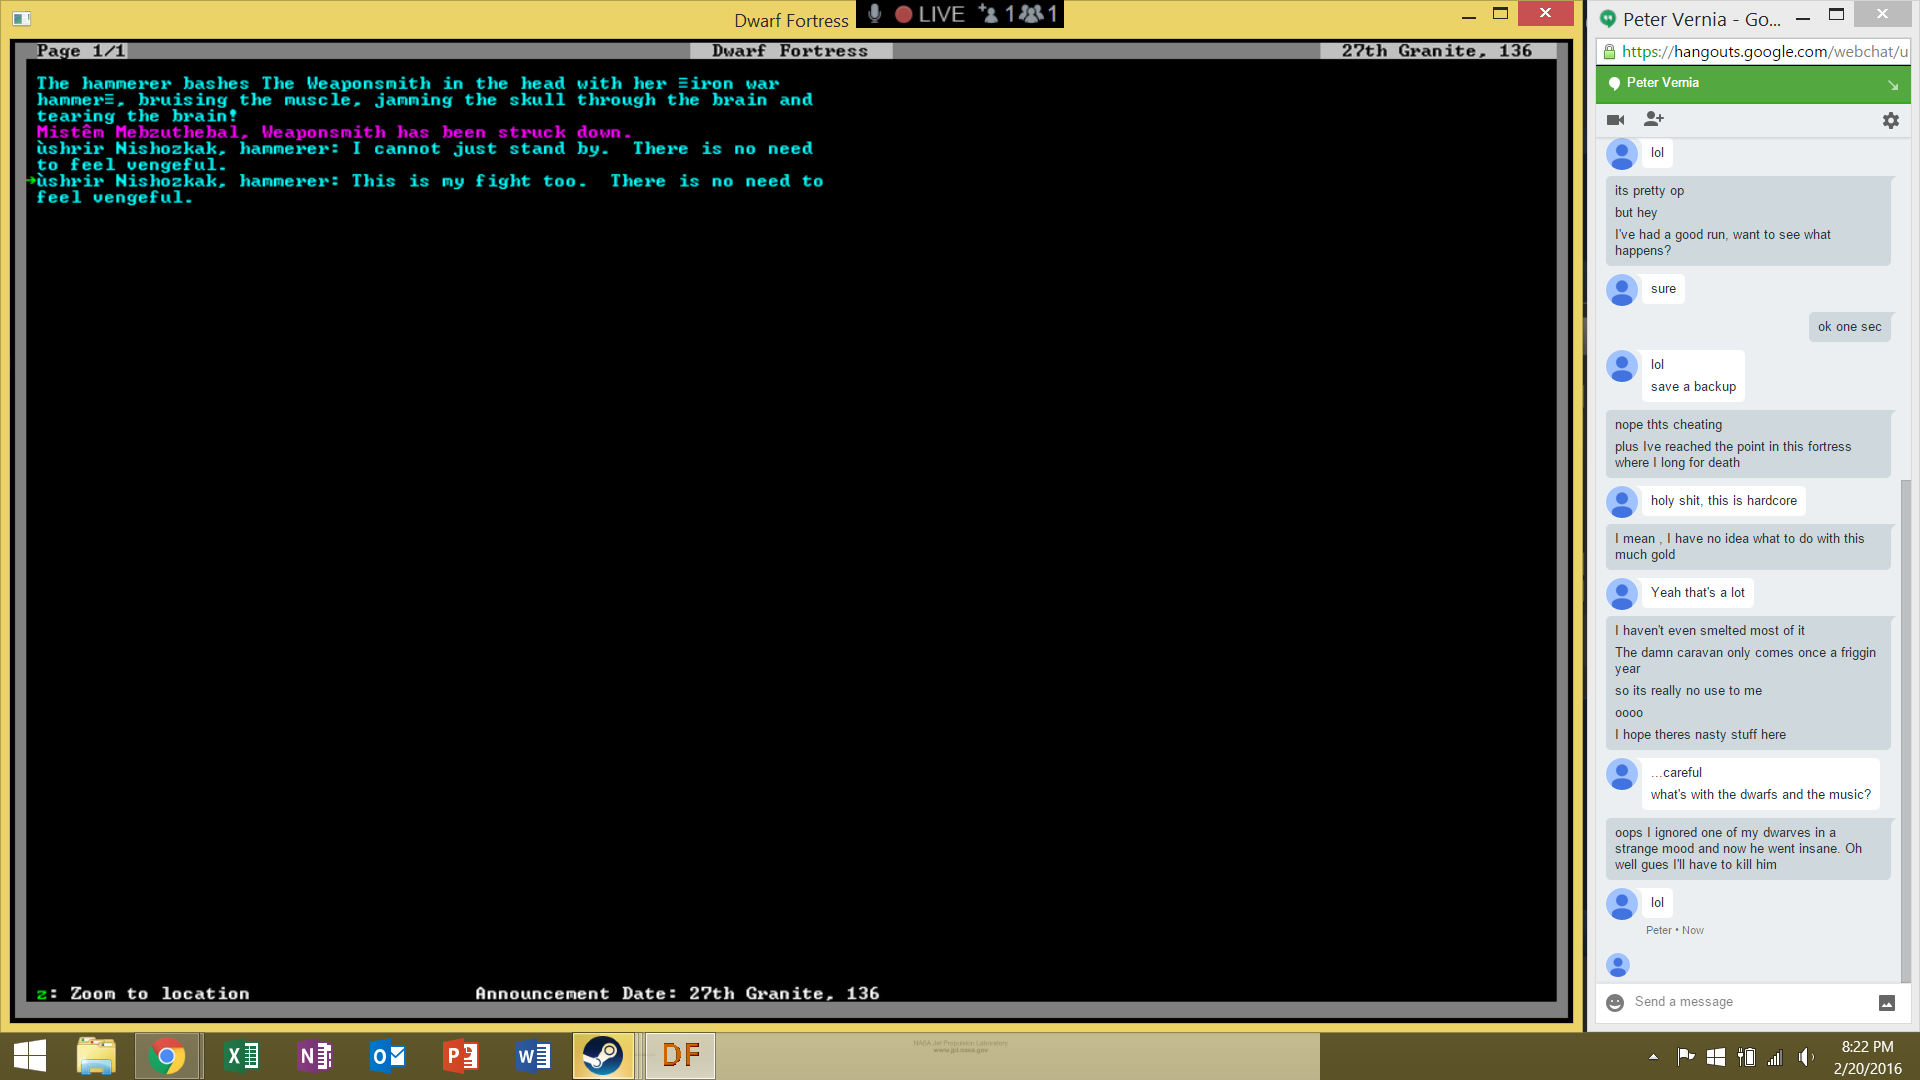 Dwarf Fortress
LIVE 1 1
Page 1/1
Dwarf Fortress
27th Granite, 136
The hammerer bashes The Weaponsmith in the head with her ≡iron war
hammer≡, bruising the muscle, jamming the skull through the brain and
tearing the brain!
Mistêm Mebzuthebal, Weaponsmith has been struck down.
ùshrir Nishozkak, hammerer: I cannot just stand by.  There is no need
to feel vengeful.
ùshrir Nishozkak, hammerer: This is my fight too.  There is no need to
feel vengeful.
z: Zoom to location
Announcement Date: 27th Granite, 136
Peter Vernia - Go...
https://hangouts.google.com/webchat/u
Peter Vernia
lol
its pretty op
but hey
I've had a good run, want to see what
happens?
sure
ok one sec
lol
save a backup
nope thts cheating
plus Ive reached the point in this fortress
where I long for death
holy shit, this is hardcore
I mean , I have no idea what to do with this
much gold
Yeah that's a lot
I haven't even smelted most of it
The damn caravan only comes once a friggin
year
so its really no use to me
oooo
I hope theres nasty stuff here
...careful
what's with the dwarfs and the music?
oops I ignored one of my dwarves in a
strange mood and now he went insane. Oh
well gues I'll have to kill him
lol
Peter • Now
Send a message
NASA Jet Propulsion Laboratory
www.jpl.nasa.gov
DF
8:22 PM
2/20/2016